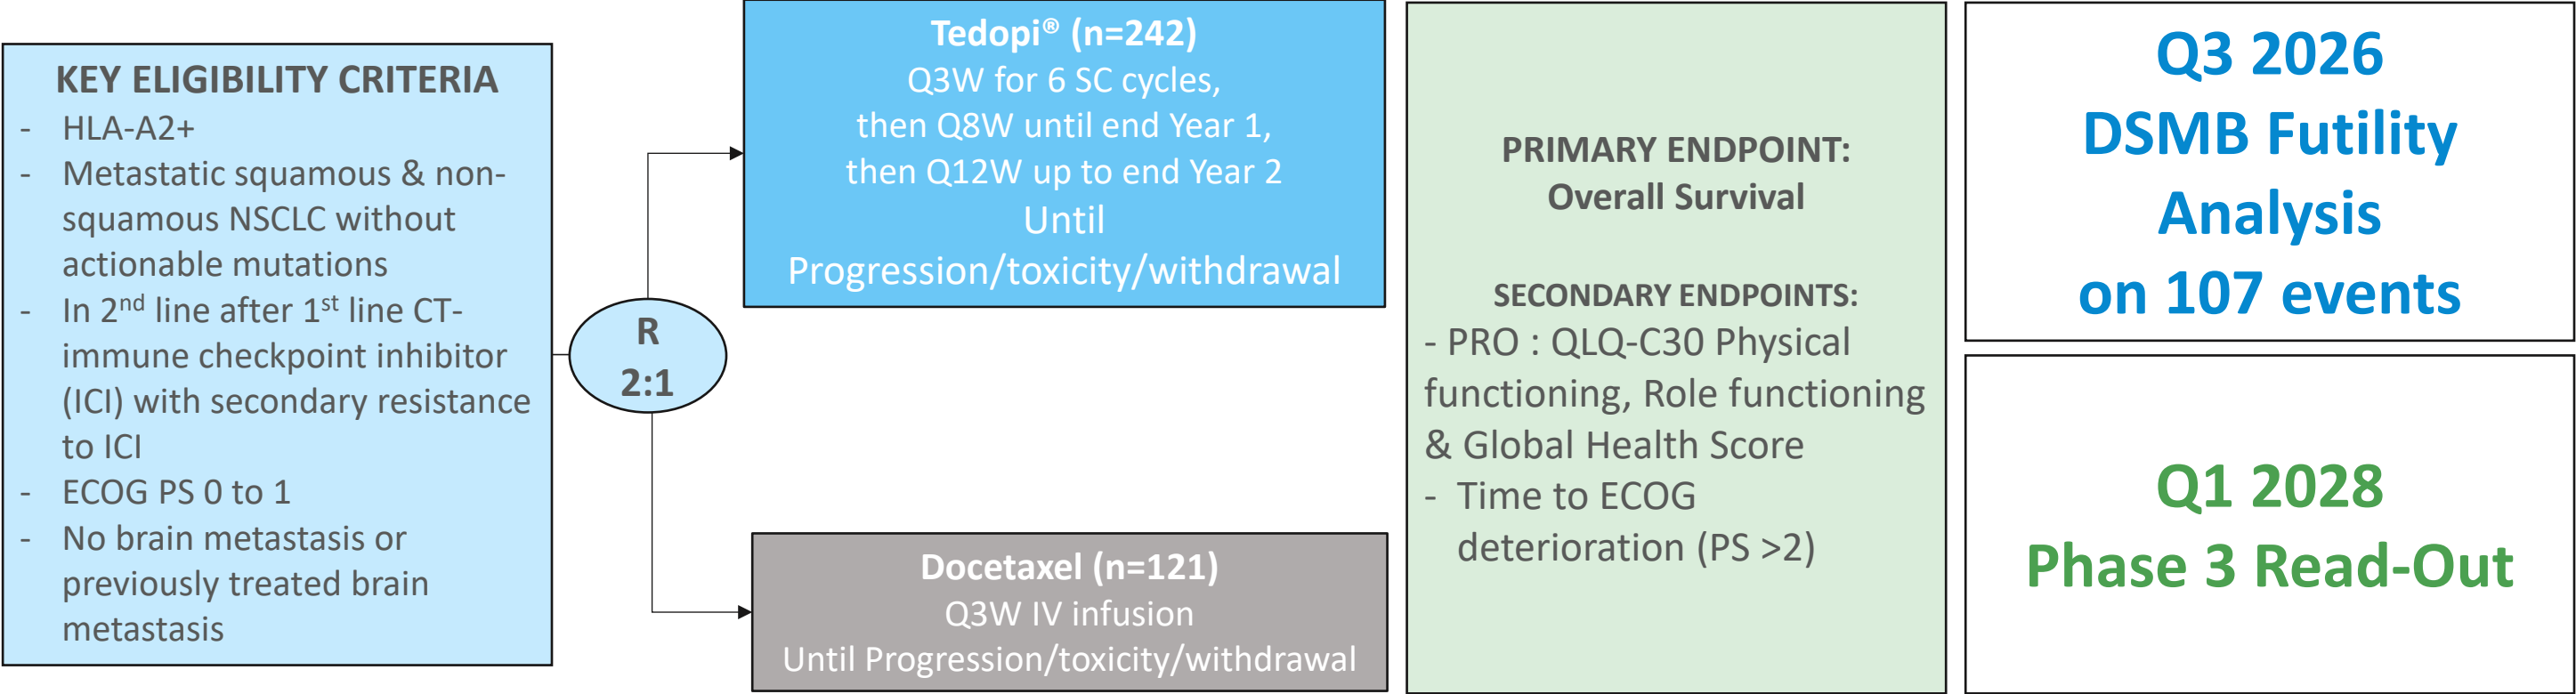 KEY ELIGIBILITY CRITERIA
- HLA-A2+
- Metastatic squamous & non-
squamous NSCLC without
actionable mutations
- In 2nd line after 1st line CT-
immune checkpoint inhibitor
(ICI) with secondary resistance
to ICI
- ECOG PS 0 to 1
- No brain metastasis or
previously treated brain
metastasis
R
2:1
Tedopi® (n=242)
Q3W for 6 SC cycles,
then Q8W until end Year 1,
then Q12W up to end Year 2
Until
Progression/toxicity/withdrawal
Docetaxel (n=121)
Q3W IV infusion
Until Progression/toxicity/withdrawal
PRIMARY ENDPOINT:
Overall Survival
SECONDARY ENDPOINTS:
- PRO : QLQ-C30 Physical
functioning, Role functioning
& Global Health Score
- Time to ECOG
deterioration (PS >2)
Q3 2026
DSMB Futility
Analysis
on 107 events
Q1 2028
Phase 3 Read-Out